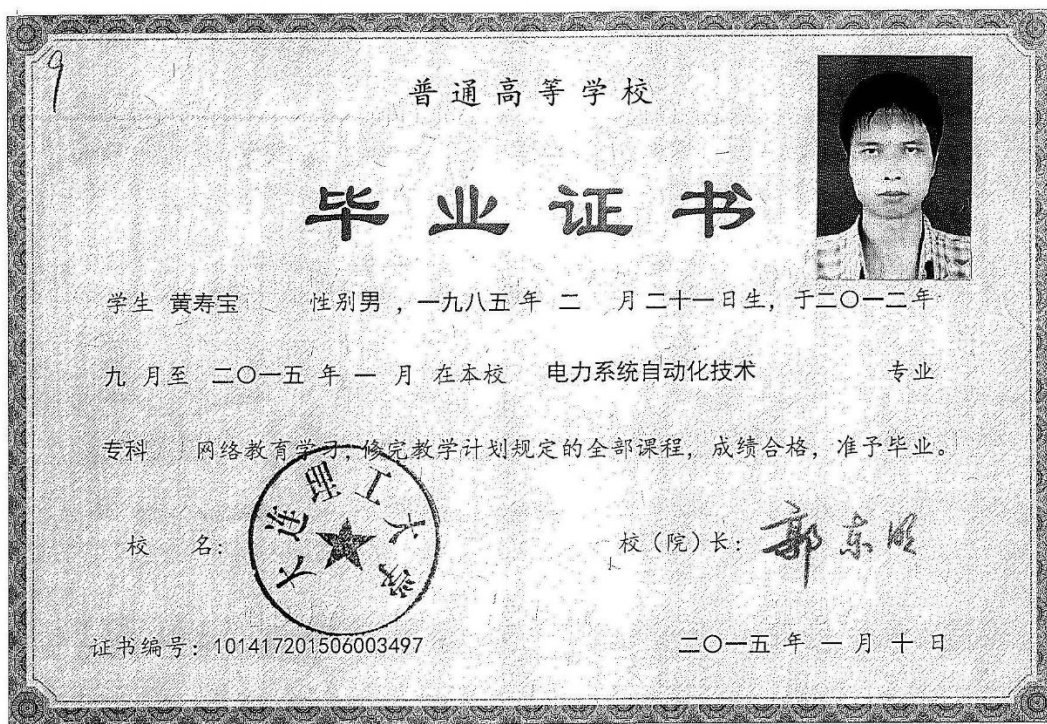 9
普通高等学校
毕业证书
学生 黄寿宝 性别男 ，一九八五年 二 月二十一日生，于二〇一二年
九 月至 二〇一五 年 一 月 在本校 电力系统自动化技术 专业
专科 网络教育学习，修完教学计划规定的全部课程，成绩合格，准予毕业。
大连理工大学
校 名： 校（院）长：郭东明
证书编号：101417201506003497 二〇一五 年 一 月 十 日